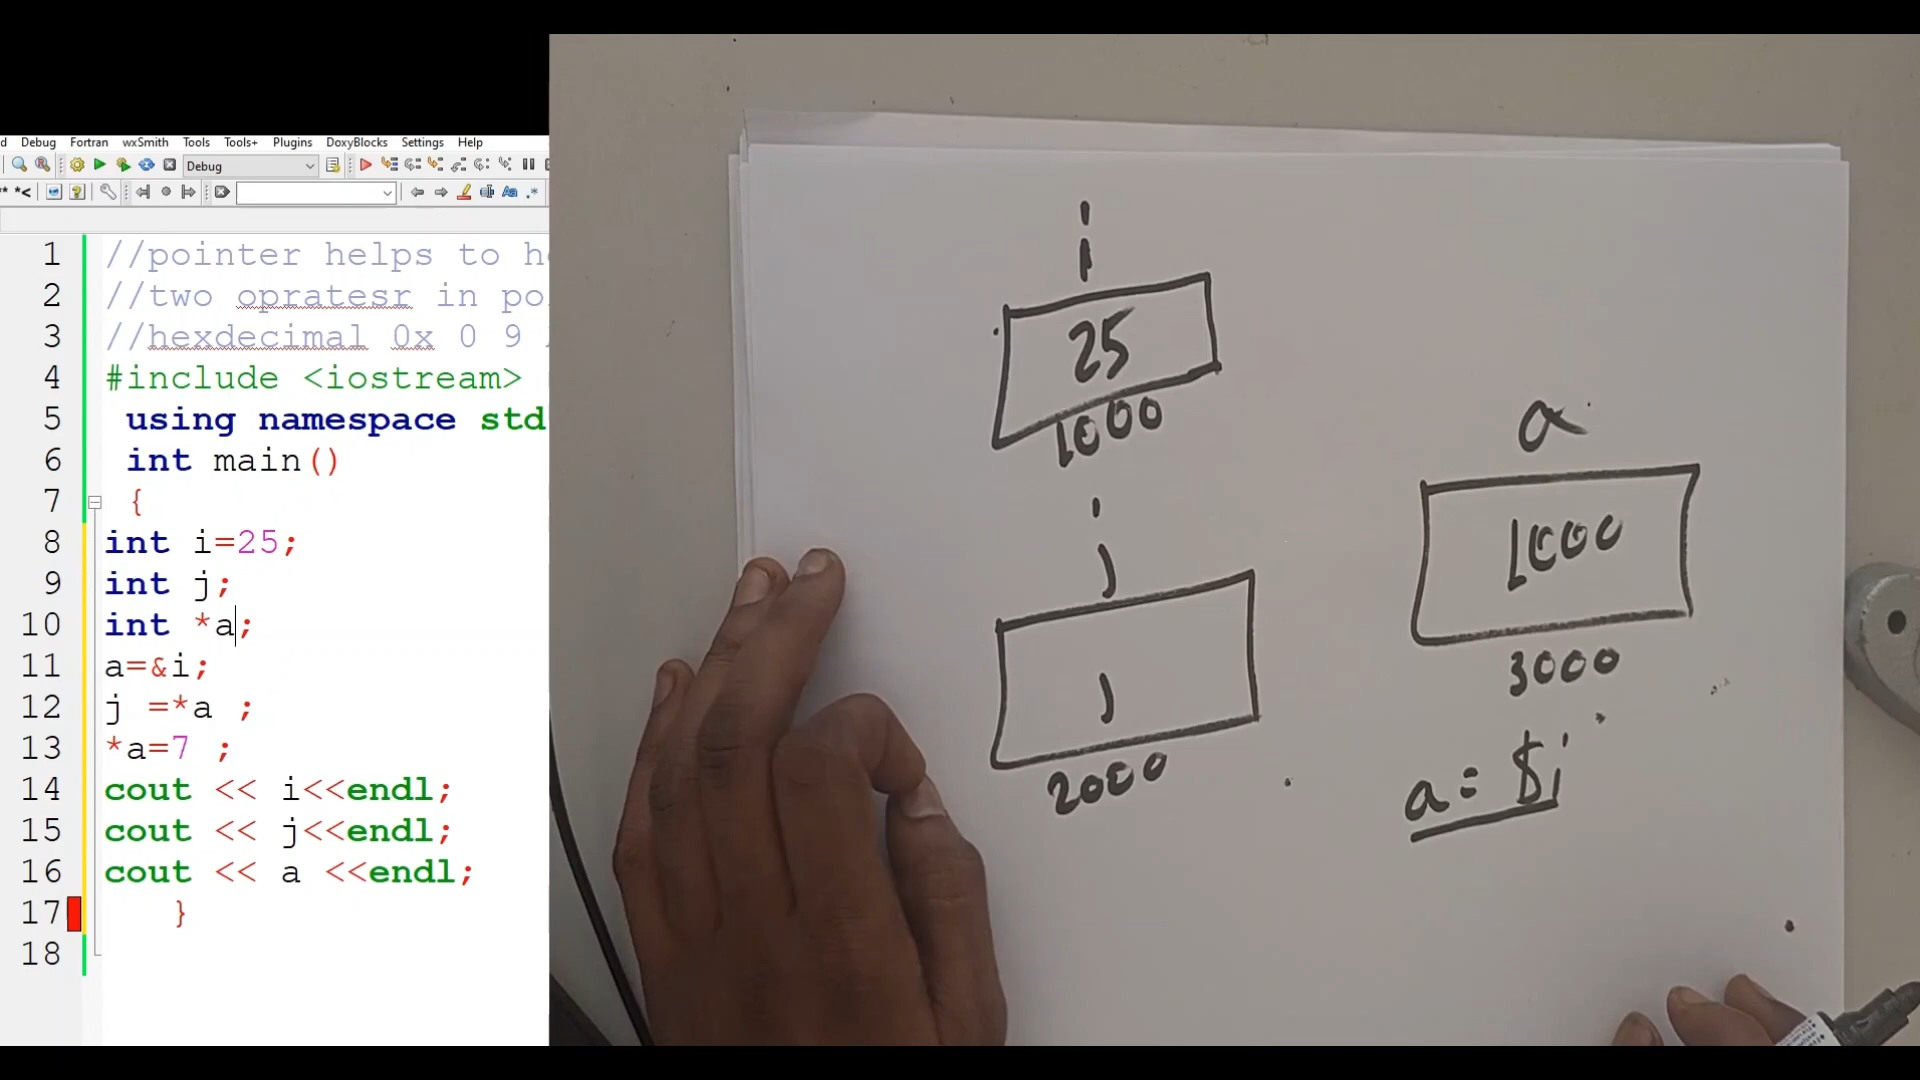 Debug Fortran wxSmith Tools Tools+ Plugins DoxyBlocks Settings Help
Debug
1 //pointer helps to h
2 //two opratesr in po
3 //hexdecimal 0x 0 9
4 #include <iostream>
5 using namespace std
6 int main()
7 {
8 int i=25;
9 int j;
10 int *a;
11 a=&i;
12 j =*a ;
13 *a=7 ;
14 cout << i<<endl;
15 cout << j<<endl;
16 cout << a <<endl;
17 }
18
i
25
1000
j
j
2000
a
1000
3000
a = $i